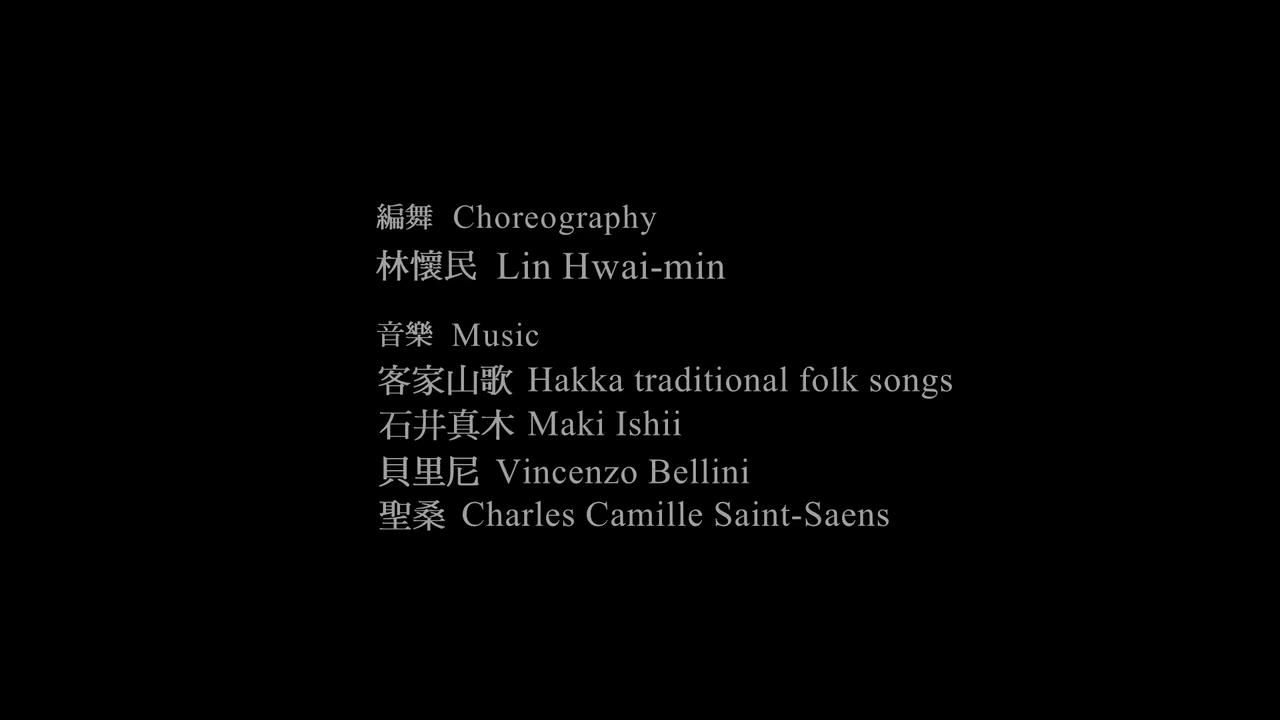 編舞 Choreography
林懷民 Lin Hwai-min
音樂 Music
客家山歌 Hakka traditional folk songs
石井真木 Maki Ishii
貝里尼 Vincenzo Bellini
聖桑 Charles Camille Saint-Saens